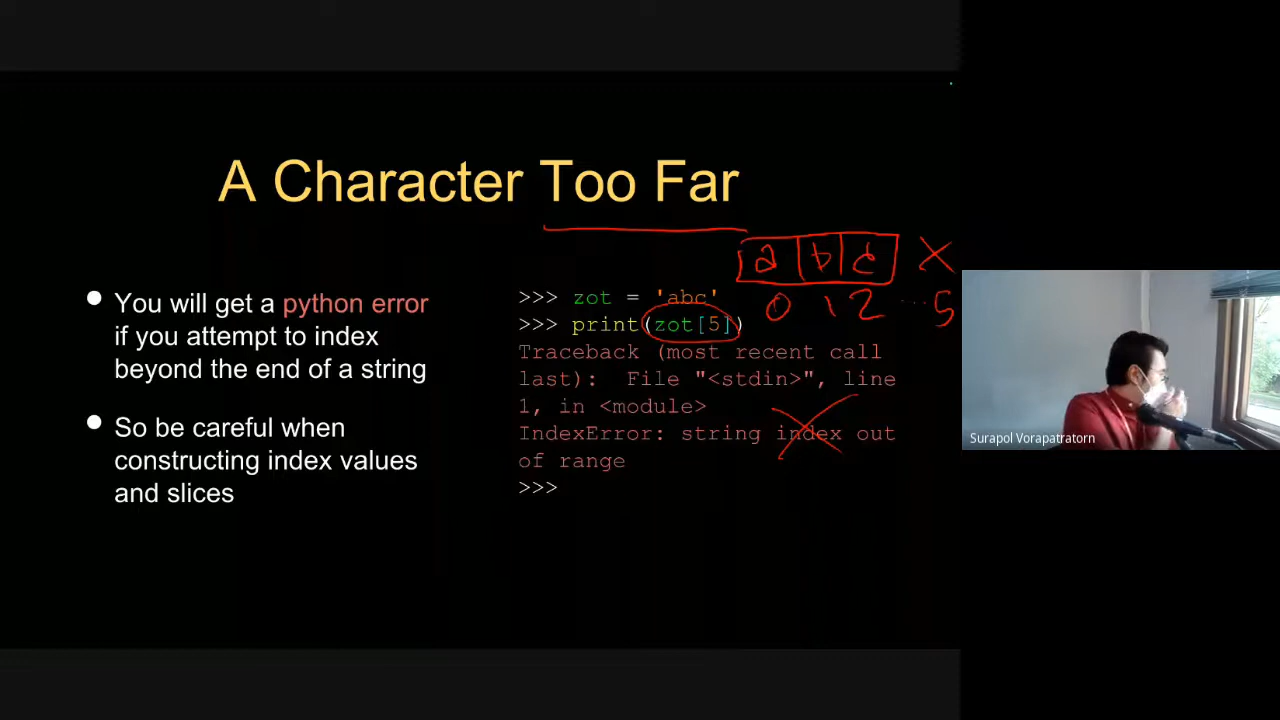 A Character Too Far
You will get a python error
if you attempt to index
beyond the end of a string
So be careful when
constructing index values
and slices
a b c X
0 1 2 ... 5
>>> zot = 'abc'
>>> print(zot[5])
Traceback (most recent call
last): File "<stdin>", line
1, in <module>
IndexError: string index out
of range
>>>
Surapol Vorapatratorn